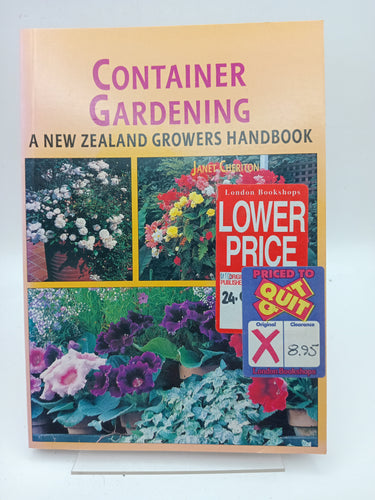 CONTAINER
GARDENING
A NEW ZEALAND GROWERS HANDBOOK
JANET CHERITON
London Bookshops
LOWER
PRICE
24.
PRICED TO
QUIT
Original
Clearance
X
8.95
London Bookshops